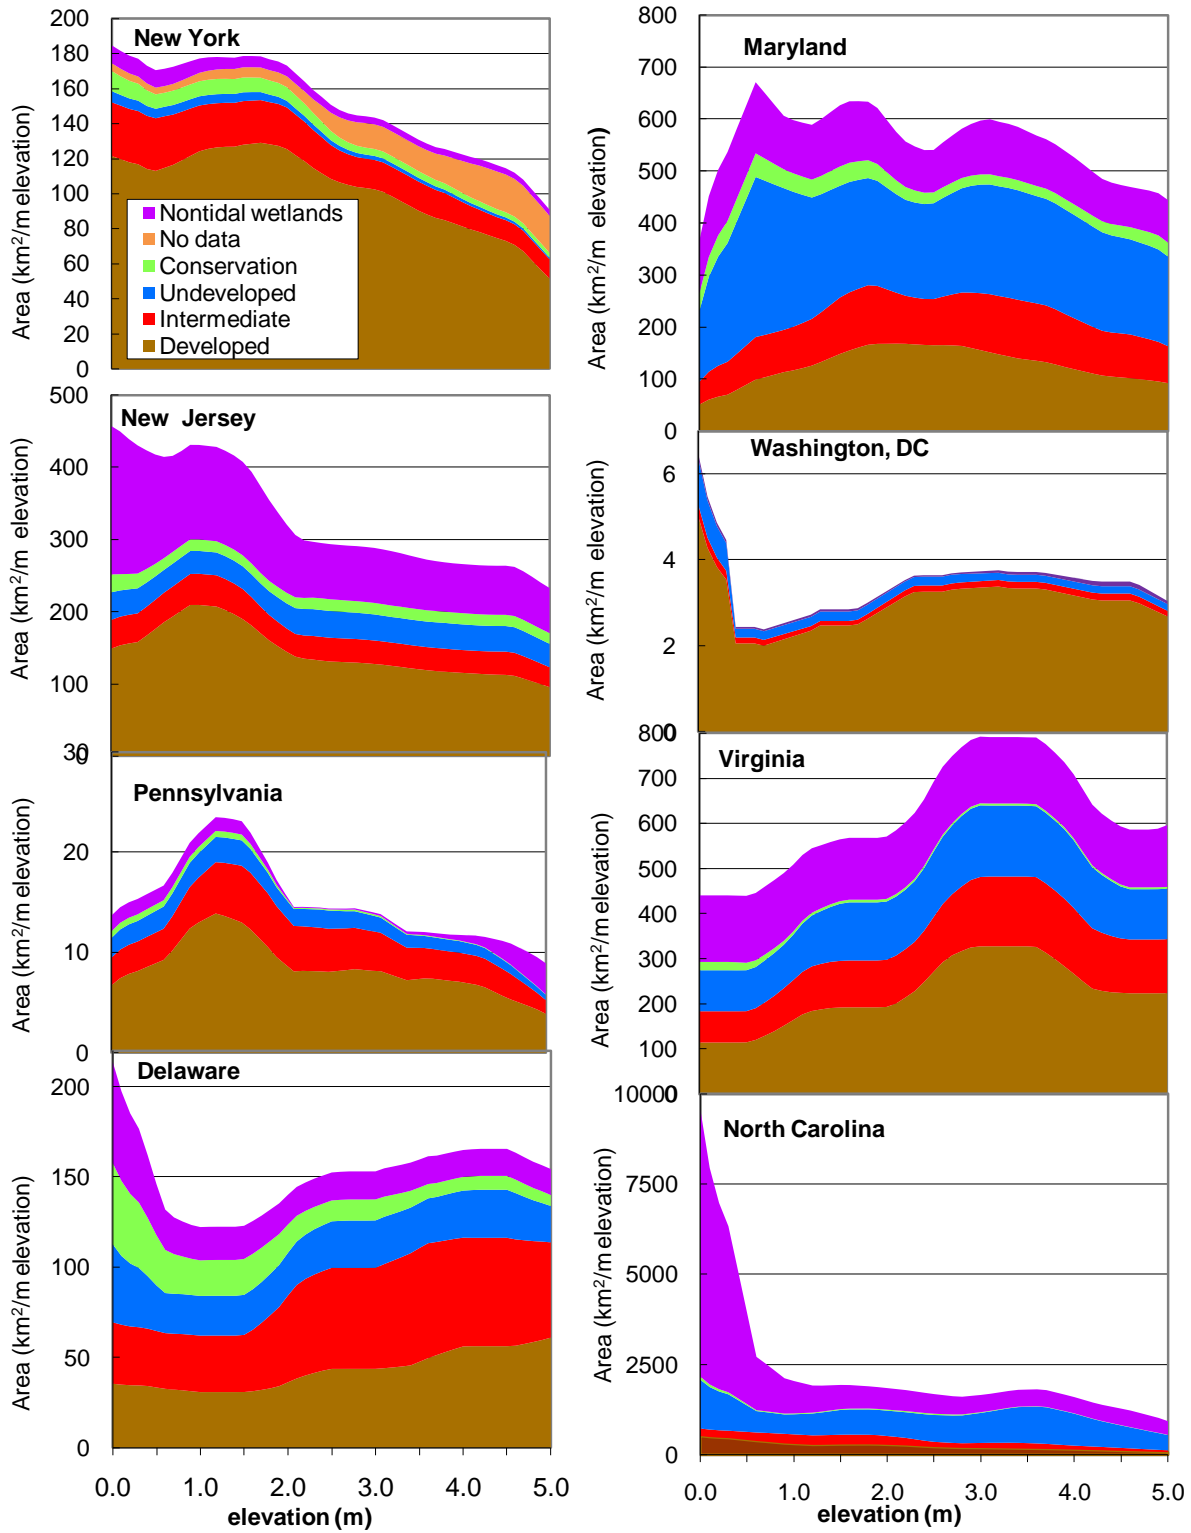 New York
Area (km²/m elevation)
200
180
160
140
120
100
80
60
40
20
0
Nontidal wetlands
No data
Conservation
Undeveloped
Intermediate
Developed
New Jersey
Area (km²/m elevation)
500
400
300
200
100
0
Pennsylvania
Area (km²/m elevation)
30
20
10
0
Delaware
Area (km²/m elevation)
200
150
100
50
0
0.0 1.0 2.0 3.0 4.0 5.0
elevation (m)
Maryland
Area (km²/m elevation)
800
700
600
500
400
300
200
100
0
Washington, DC
Area (km²/m elevation)
6
4
2
0
Virginia
Area (km²/m elevation)
800
700
600
500
400
300
200
100
0
North Carolina
Area (km²/m elevation)
10000
7500
5000
2500
0
0.0 1.0 2.0 3.0 4.0 5.0
elevation (m)